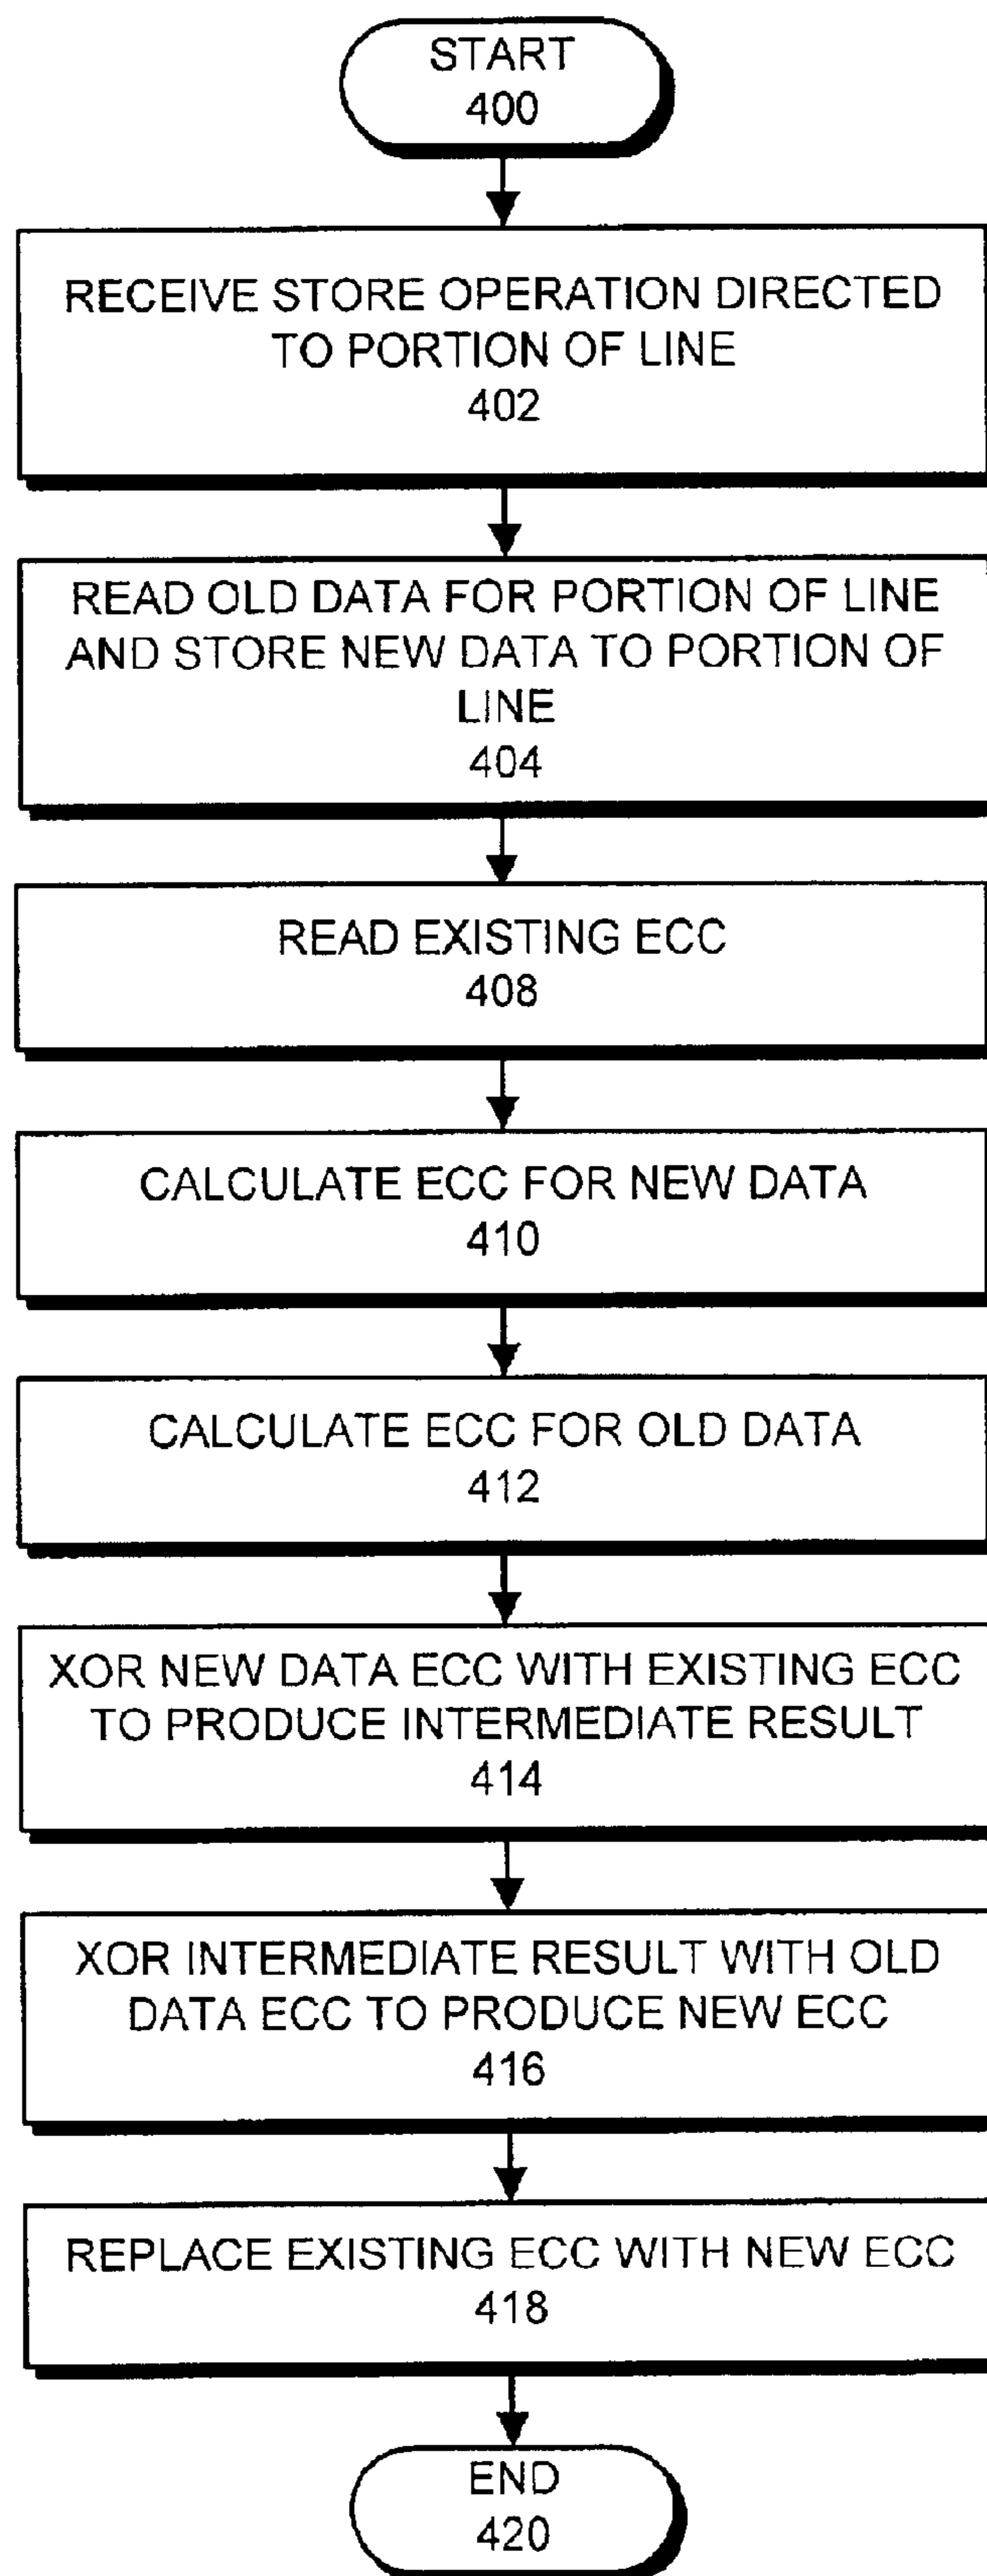 START
400
RECEIVE STORE OPERATION DIRECTED
TO PORTION OF LINE
402
READ OLD DATA FOR PORTION OF LINE
AND STORE NEW DATA TO PORTION OF
LINE
404
READ EXISTING ECC
408
CALCULATE ECC FOR NEW DATA
410
CALCULATE ECC FOR OLD DATA
412
XOR NEW DATA ECC WITH EXISTING ECC
TO PRODUCE INTERMEDIATE RESULT
414
XOR INTERMEDIATE RESULT WITH OLD
DATA ECC TO PRODUCE NEW ECC
416
REPLACE EXISTING ECC WITH NEW ECC
418
END
420